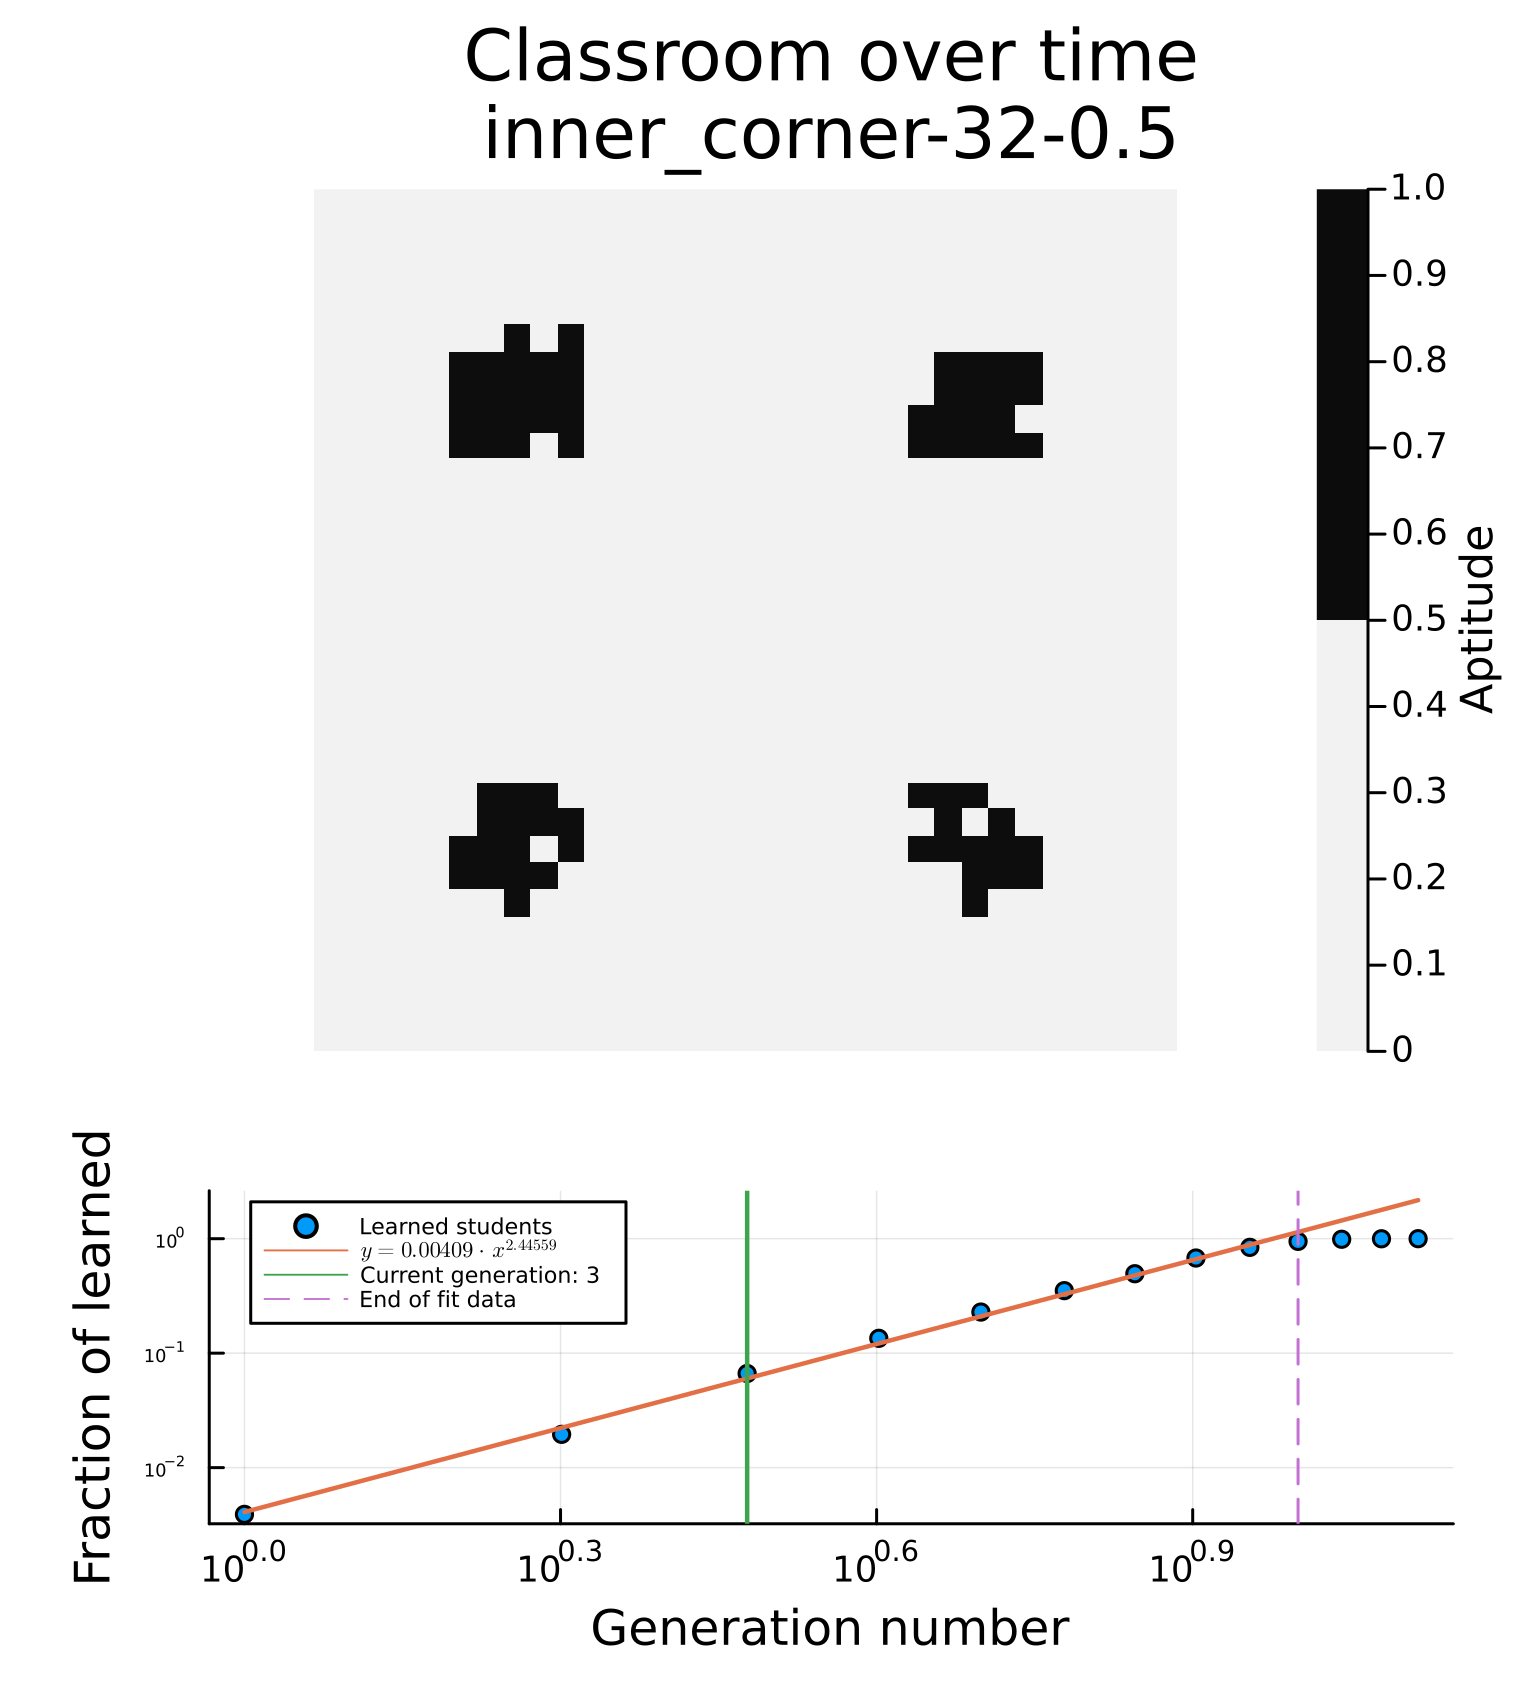 Classroom over time
inner_corner-32-0.5
1.0
0.9
0.8
0.7
0.6
0.5
0.4
0.3
0.2
0.1
0
Aptitude
Fraction of learned
10⁰
10⁻¹
10⁻²
Learned students
y = 0.00409 · x^2.44559
Current generation: 3
End of fit data
10^0.0 10^0.3 10^0.6 10^0.9
Generation number